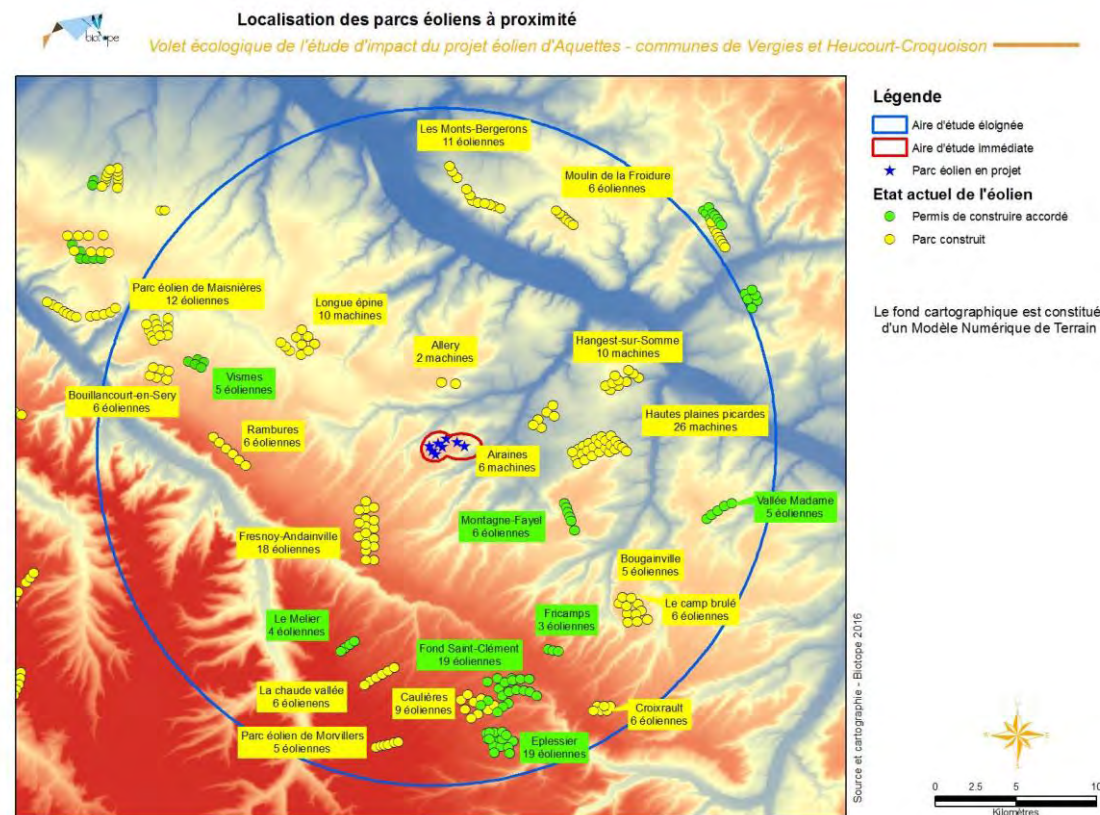 biotope
Localisation des parcs éoliens à proximité
Volet écologique de l'étude d'impact du projet éolien d'Aquettes - communes de Vergies et Heucourt-Croquoison
Légende
Aire d'étude éloignée
Aire d'étude immédiate
Parc éolien en projet
Etat actuel de l'éolien
Permis de construire accordé
Parc construit
Le fond cartographique est constitué
d'un Modèle Numérique de Terrain
Les Monts-Bergerons
11 éoliennes
Moulin de la Froidure
6 éoliennes
Parc éolien de Maisnières
12 éoliennes
Longue épine
10 machines
Allery
2 machines
Hangest-sur-Somme
10 machines
Vismes
5 éoliennes
Bouillancourt-en-Sery
6 éoliennes
Rambures
6 éoliennes
Hautes plaines picardes
26 machines
Airaines
6 machines
Montagne-Fayel
6 éoliennes
Vallée Madame
5 éoliennes
Fresnoy-Andainville
18 éoliennes
Bougainville
5 éoliennes
Le camp brulé
6 éoliennes
Le Melier
4 éoliennes
Fricamps
3 éoliennes
Fond Saint-Clément
19 éoliennes
La chaude vallée
6 éolienens
Caulières
9 éoliennes
Croixrault
6 éoliennes
Parc éolien de Morvillers
5 éoliennes
Eplessier
19 éoliennes
Source et cartographie - Biotope 2016
0 2.5 5 10
Kilomètres